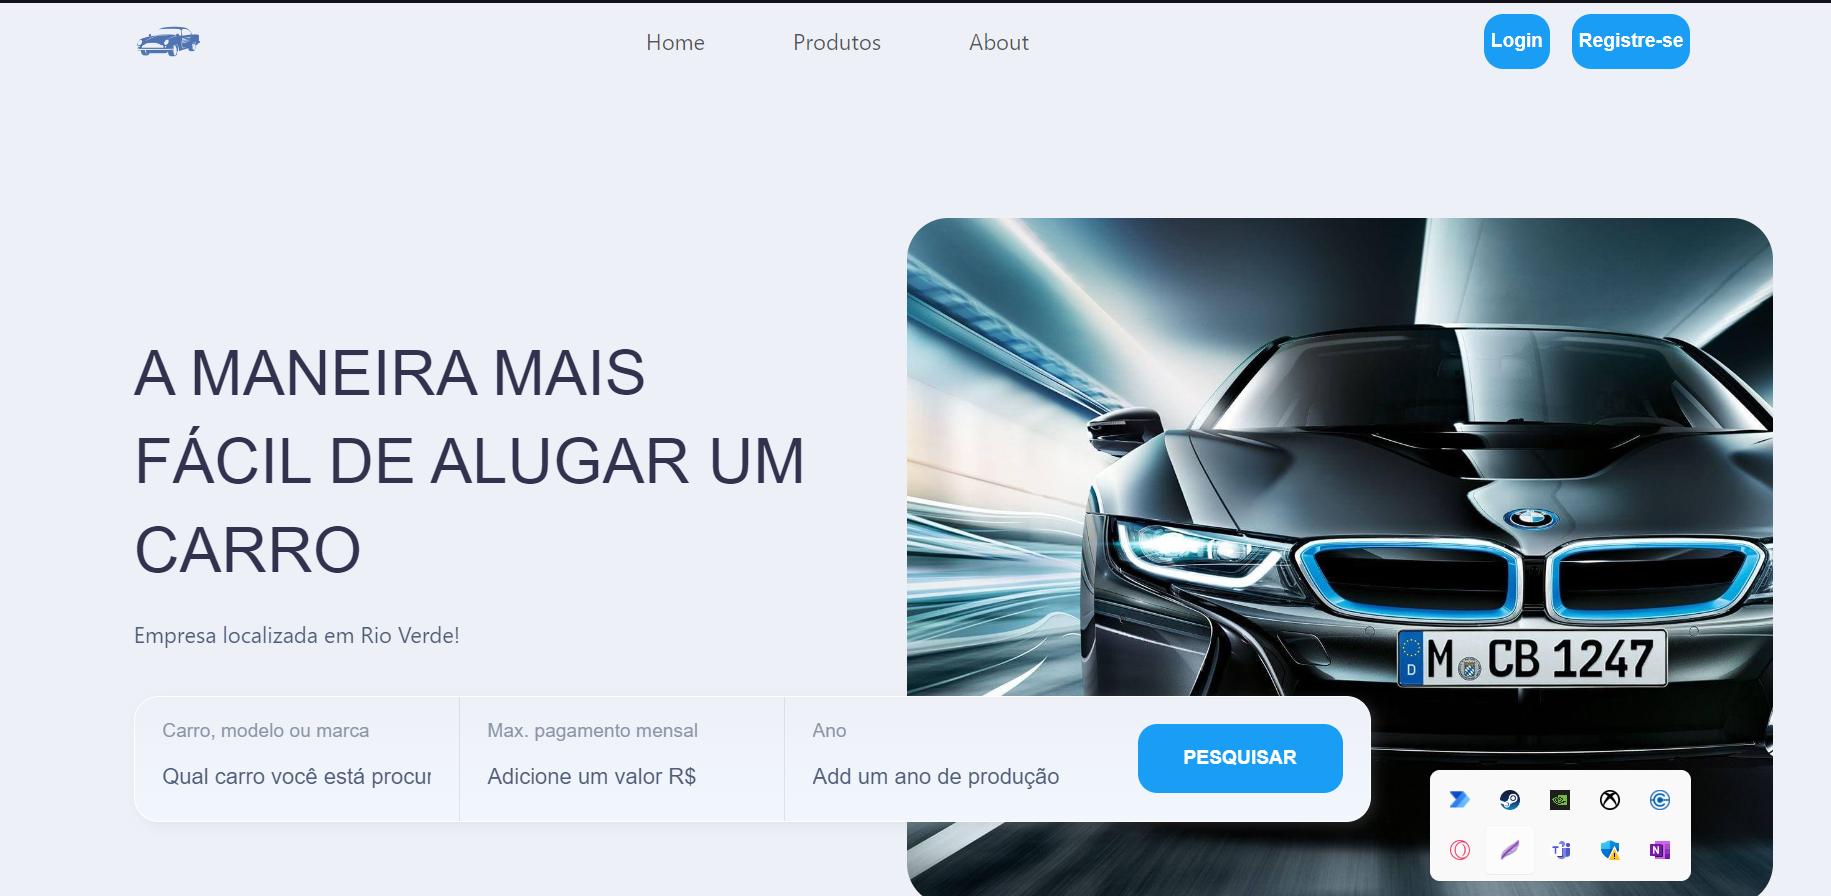 Home
Produtos
About
Login
Registre-se
A MANEIRA MAIS
FÁCIL DE ALUGAR UM
CARRO
Empresa localizada em Rio Verde!
M CB 1247
D
Carro, modelo ou marca
Max. pagamento mensal
Ano
Qual carro você está procur
Adicione um valor R$
Add um ano de produção
PESQUISAR